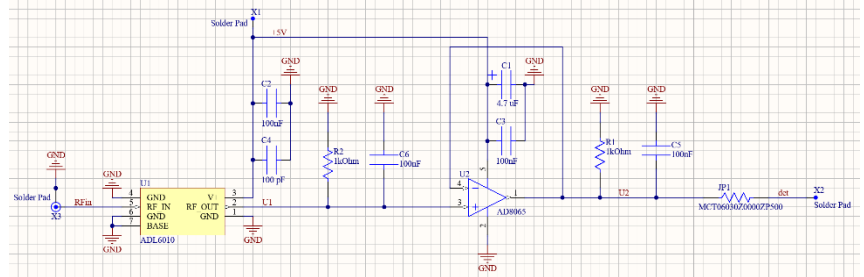 X1
Solder Pad
+5V
GND
C2
100nF
C4
100 pF
GND
R2
1kOhm
GND
C6
100nF
GND
C1
+
4.7 uF
C3
100nF
GND
R1
1kOhm
GND
C5
100nF
GND
Solder Pad
X3
RFin
GND
U1
4 GND V+ 3
5 RF IN RF OUT 2
6 GND GND 1
7 BASE
ADL6010
GND
GND
U1
U2
5
4
3
1
2
AD8065
GND
U2
JP1
MCT06030Z0000ZP500
det
X2
Solder Pad